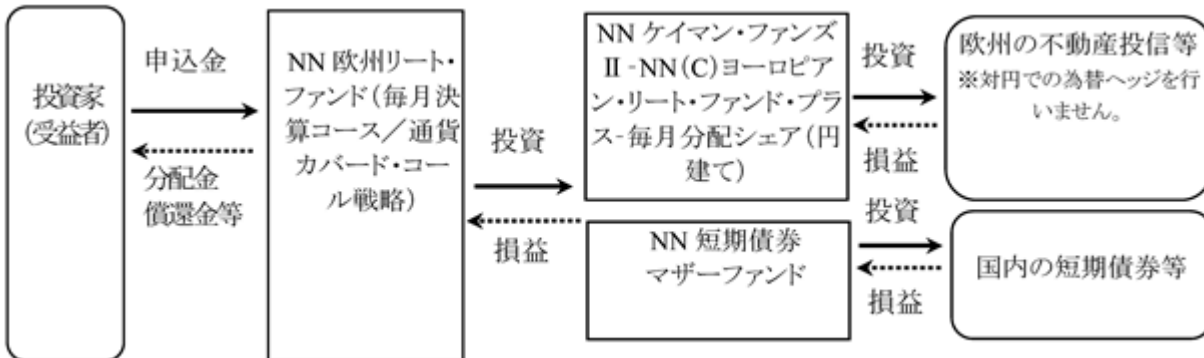 投資家
(受益者)
申込金
分配金
償還金等
NN 欧州リート・
ファンド（毎月決
算コース／通貨
カバード・コー
ル戦略）
投資
損益
NN ケイマン・ファンズ
Ⅱ-NN(C)ヨーロピア
ン・リート・ファンド・プラ
ス-毎月分配シェア（円
建て）
NN 短期債券
マザーファンド
投資
損益
欧州の不動産投信等
※対円での為替ヘッジを行
いません。
投資
損益
国内の短期債券等